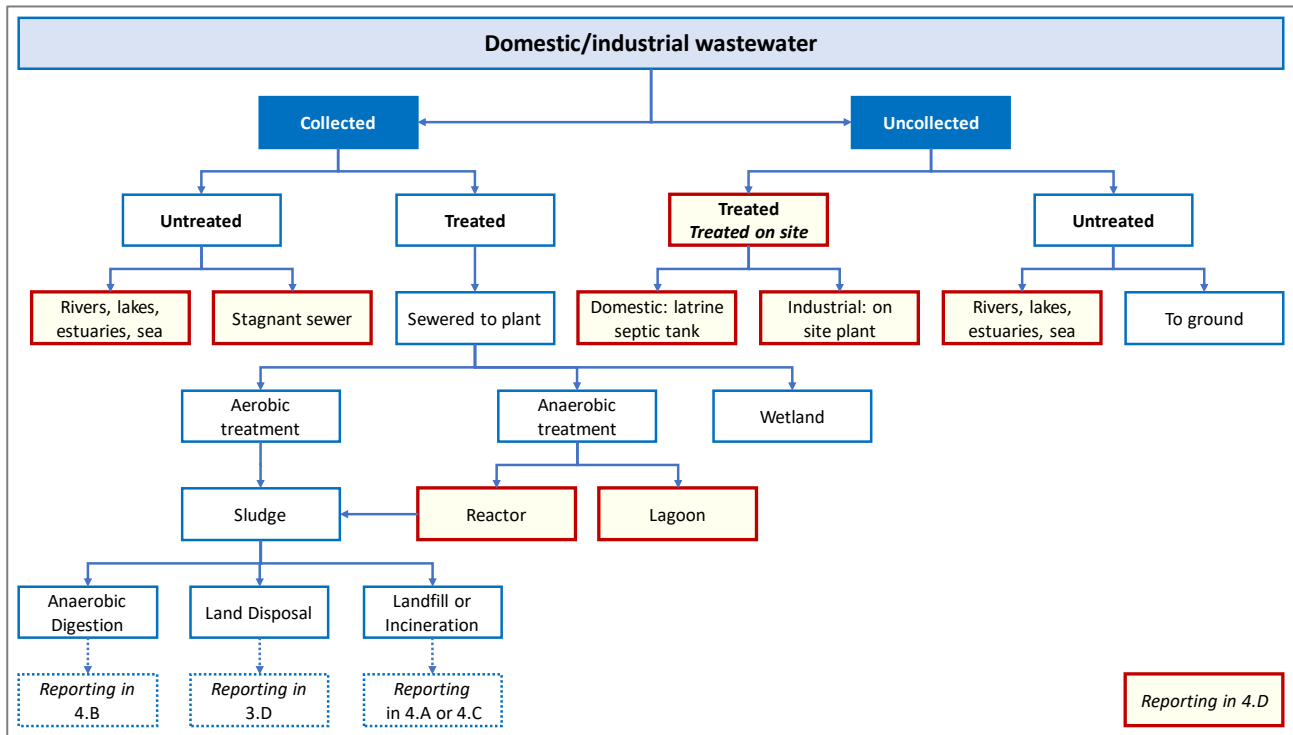 Domestic/industrial wastewater
Collected
Uncollected
Untreated
Treated
Treated
Treated on site
Untreated
Rivers, lakes,
estuaries, sea
Stagnant sewer
Sewered to plant
Domestic: latrine
septic tank
Industrial: on
site plant
Rivers, lakes,
estuaries, sea
To ground
Aerobic
treatment
Anaerobic
treatment
Wetland
Sludge
Reactor
Lagoon
Anaerobic
Digestion
Land Disposal
Landfill or
Incineration
Reporting in
4.B
Reporting in
3.D
Reporting
in 4.A or 4.C
Reporting in 4.D